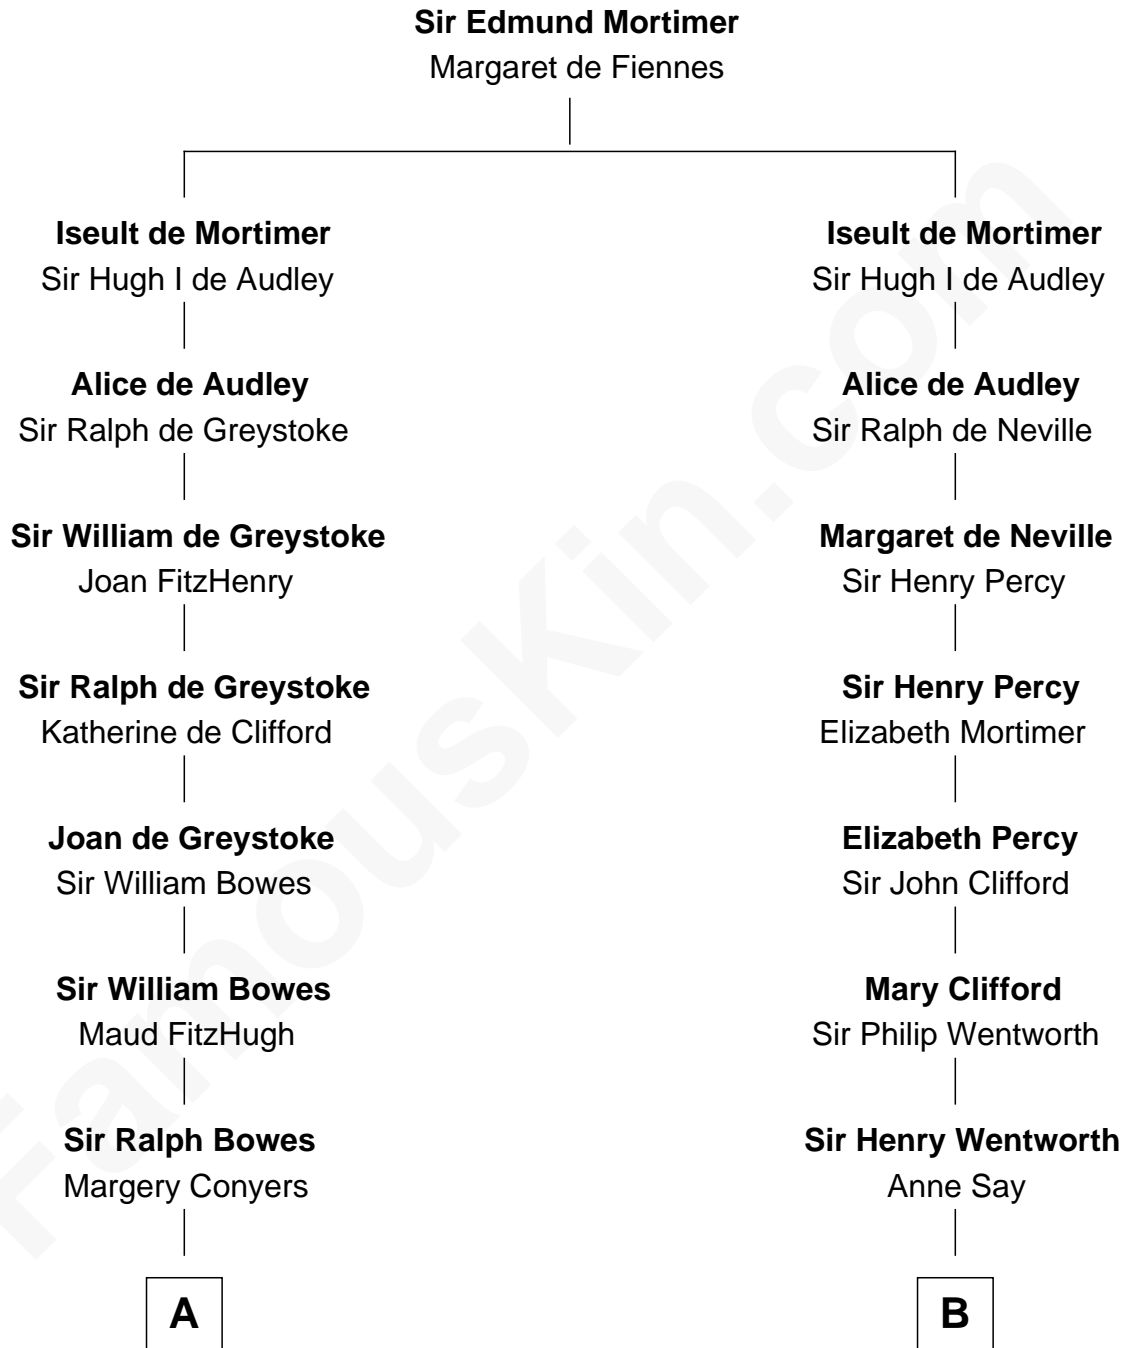 Sir Edmund Mortimer
Margaret de Fiennes
Iseult de Mortimer
Sir Hugh I de Audley
Iseult de Mortimer
Sir Hugh I de Audley
Alice de Audley
Sir Ralph de Greystoke
Alice de Audley
Sir Ralph de Neville
Sir William de Greystoke
Joan FitzHenry
Margaret de Neville
Sir Henry Percy
Sir Ralph de Greystoke
Katherine de Clifford
Sir Henry Percy
Elizabeth Mortimer
Joan de Greystoke
Sir William Bowes
Elizabeth Percy
Sir John Clifford
Sir William Bowes
Maud FitzHugh
Mary Clifford
Sir Philip Wentworth
Sir Ralph Bowes
Margery Conyers
Sir Henry Wentworth
Anne Say
A
B
FamousKin.com